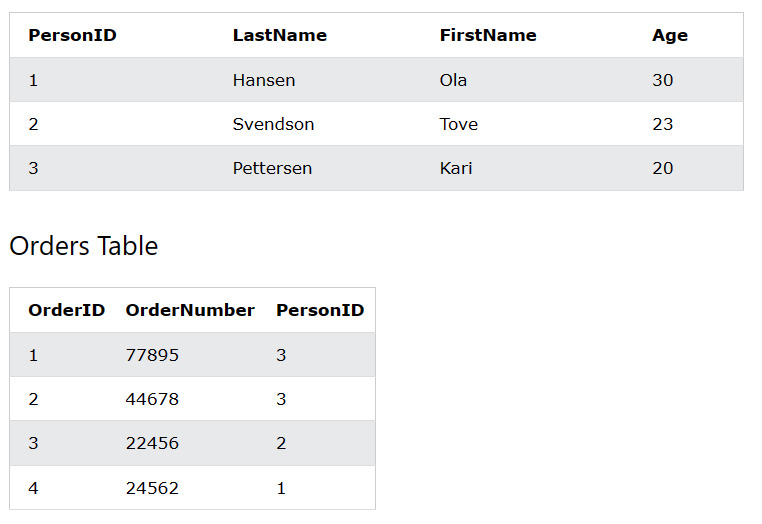 PersonID LastName FirstName Age
1 Hansen Ola 30
2 Svendson Tove 23
3 Pettersen Kari 20
Orders Table
OrderID OrderNumber PersonID
1 77895 3
2 44678 3
3 22456 2
4 24562 1